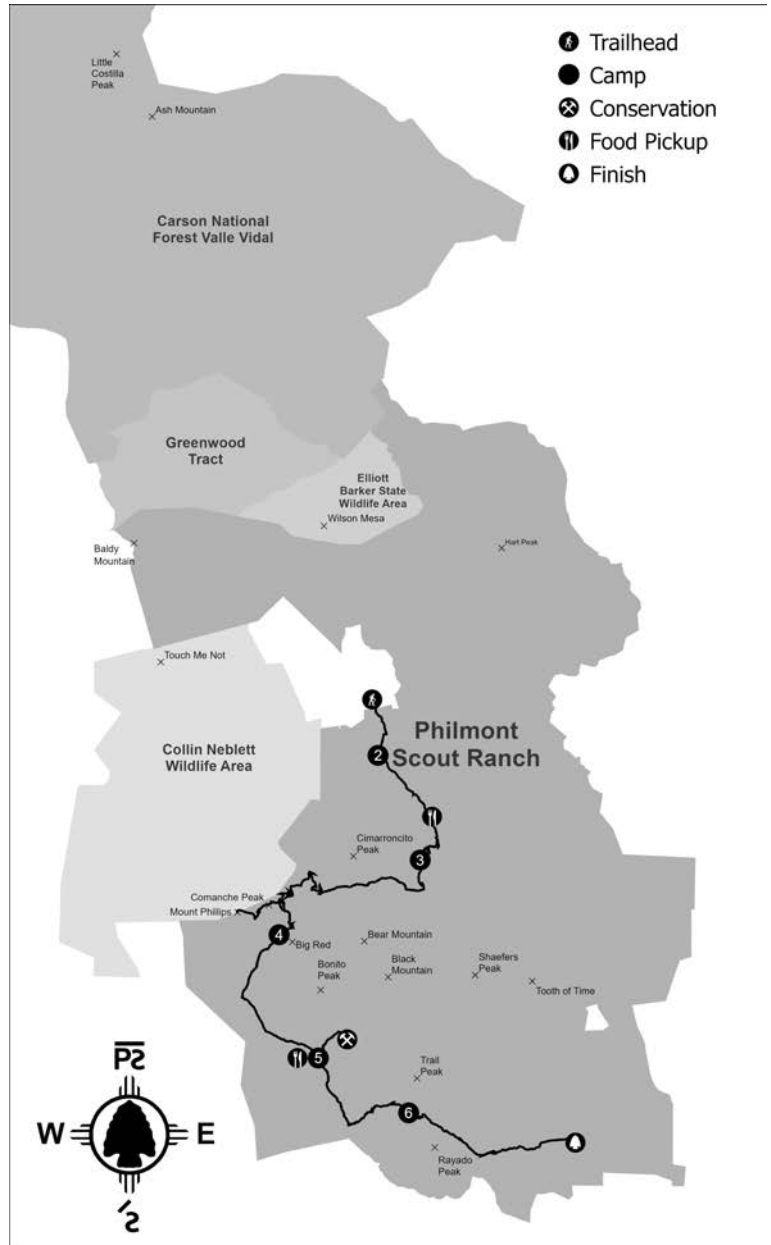 Trailhead
Camp
Conservation
Food Pickup
Finish
Little
Costilla
Peak
Ash Mountain
Carson National
Forest Valle Vidal
Greenwood
Tract
Elliott
Barker State
Wildlife Area
Wilson Mesa
Hart Peak
Baldy
Mountain
Touch Me Not
Collin Neblett
Wildlife Area
Philmont
Scout Ranch
2
Cimarroncito
Peak
3
Comanche Peak
Mount Phillips
4
Big Red
Bear Mountain
Bonito
Peak
Black
Mountain
Shaefers
Peak
Tooth of Time
5
Trail
Peak
6
Rayado
Peak
W E